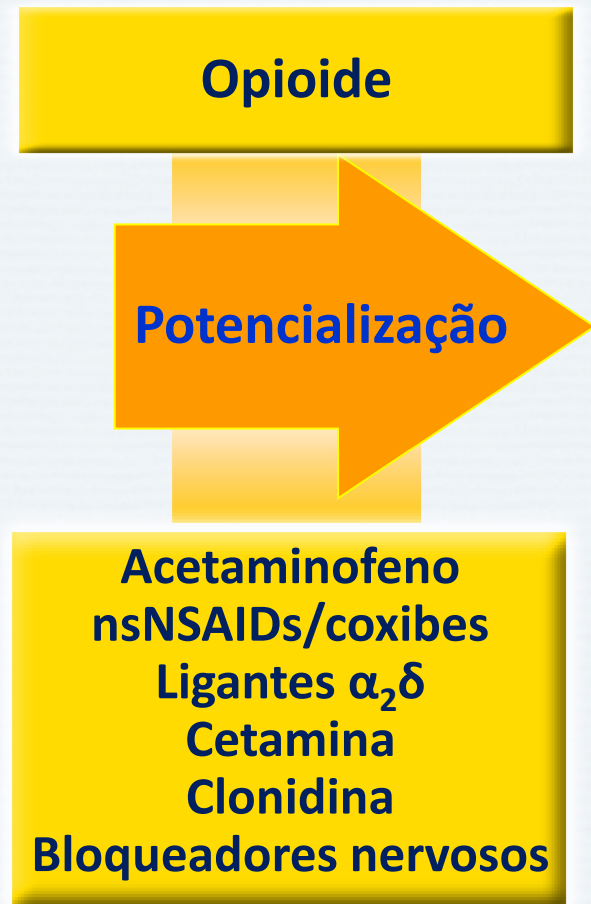 Opioide
Potencialização
Acetaminofeno
nsNSAIDs/coxibes
Ligantes α₂δ
Cetamina
Clonidina
Bloqueadores nervosos